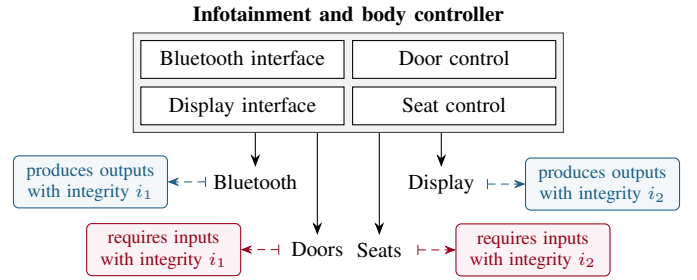 Infotainment and body controller
Bluetooth interface
Door control
Display interface
Seat control
produces outputs
with integrity i1
Bluetooth
Display
produces outputs
with integrity i2
requires inputs
with integrity i1
Doors
Seats
requires inputs
with integrity i2